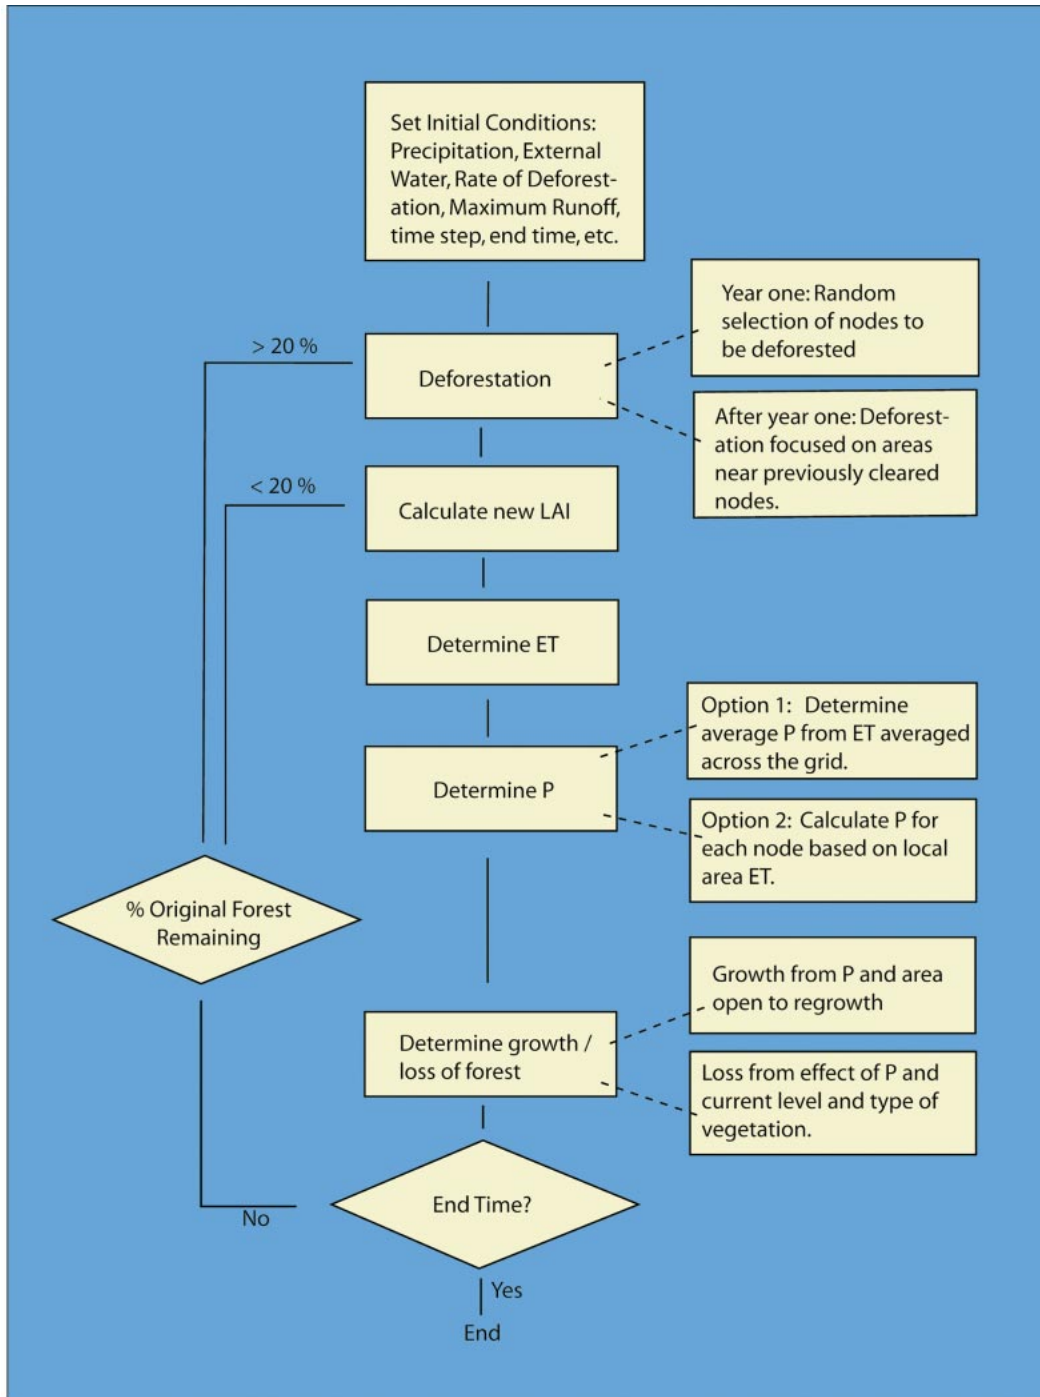 Set Initial Conditions:
Precipitation, External
Water, Rate of Deforest-
ation, Maximum Runoff,
time step, end time, etc.
Year one: Random
selection of nodes to
be deforested
> 20 %
Deforestation
After year one: Deforest-
ation focused on areas
near previously cleared
nodes.
< 20 %
Calculate new LAI
Determine ET
Option 1: Determine
average P from ET averaged
across the grid.
Determine P
Option 2: Calculate P for
each node based on local
area ET.
% Original Forest
Remaining
Growth from P and area
open to regrowth
Determine growth /
loss of forest
Loss from effect of P and
current level and type of
vegetation.
End Time?
No
Yes
End